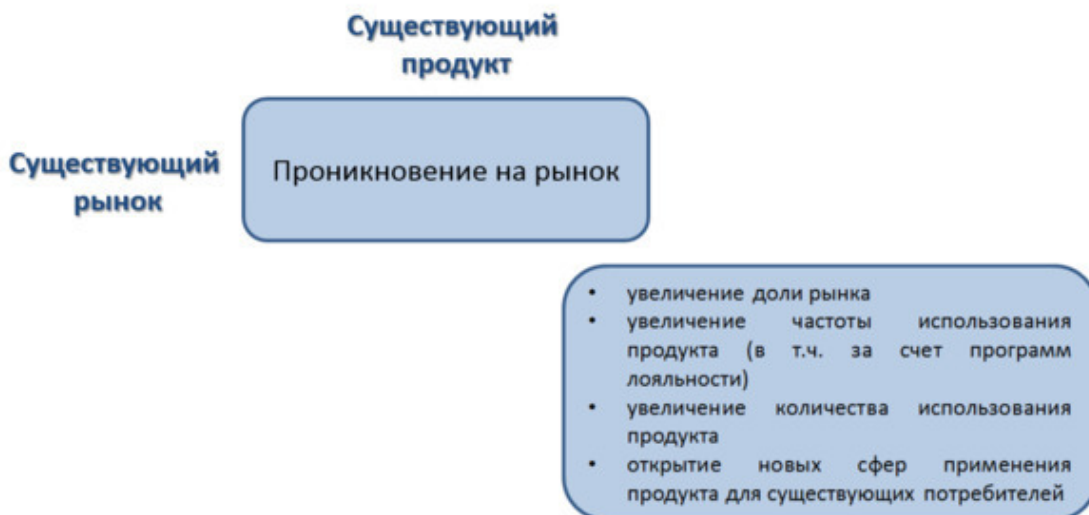 Существующий
продукт
Существующий
рынок
Проникновение на рынок
• увеличение доли рынка
• увеличение частоты использования
продукта (в т.ч. за счет программ
лояльности)
• увеличение количества использования
продукта
• открытие новых сфер применения
продукта для существующих потребителей